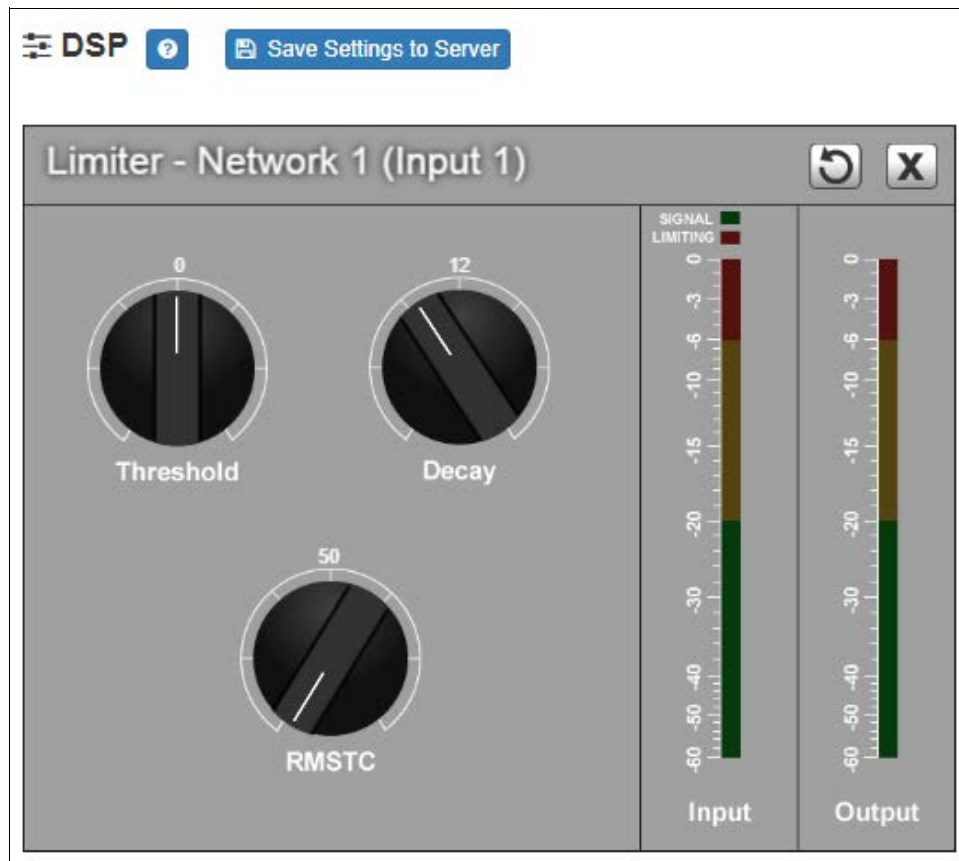 DSP ? Save Settings to Server
Limiter - Network 1 (Input 1) X
0
Threshold
12
Decay
50
RMSTC
SIGNAL
LIMITING
0
-3
-6
-10
-15
-20
-30
-40
-50
-60
Input
0
-3
-6
-10
-15
-20
-30
-40
-50
-60
Output